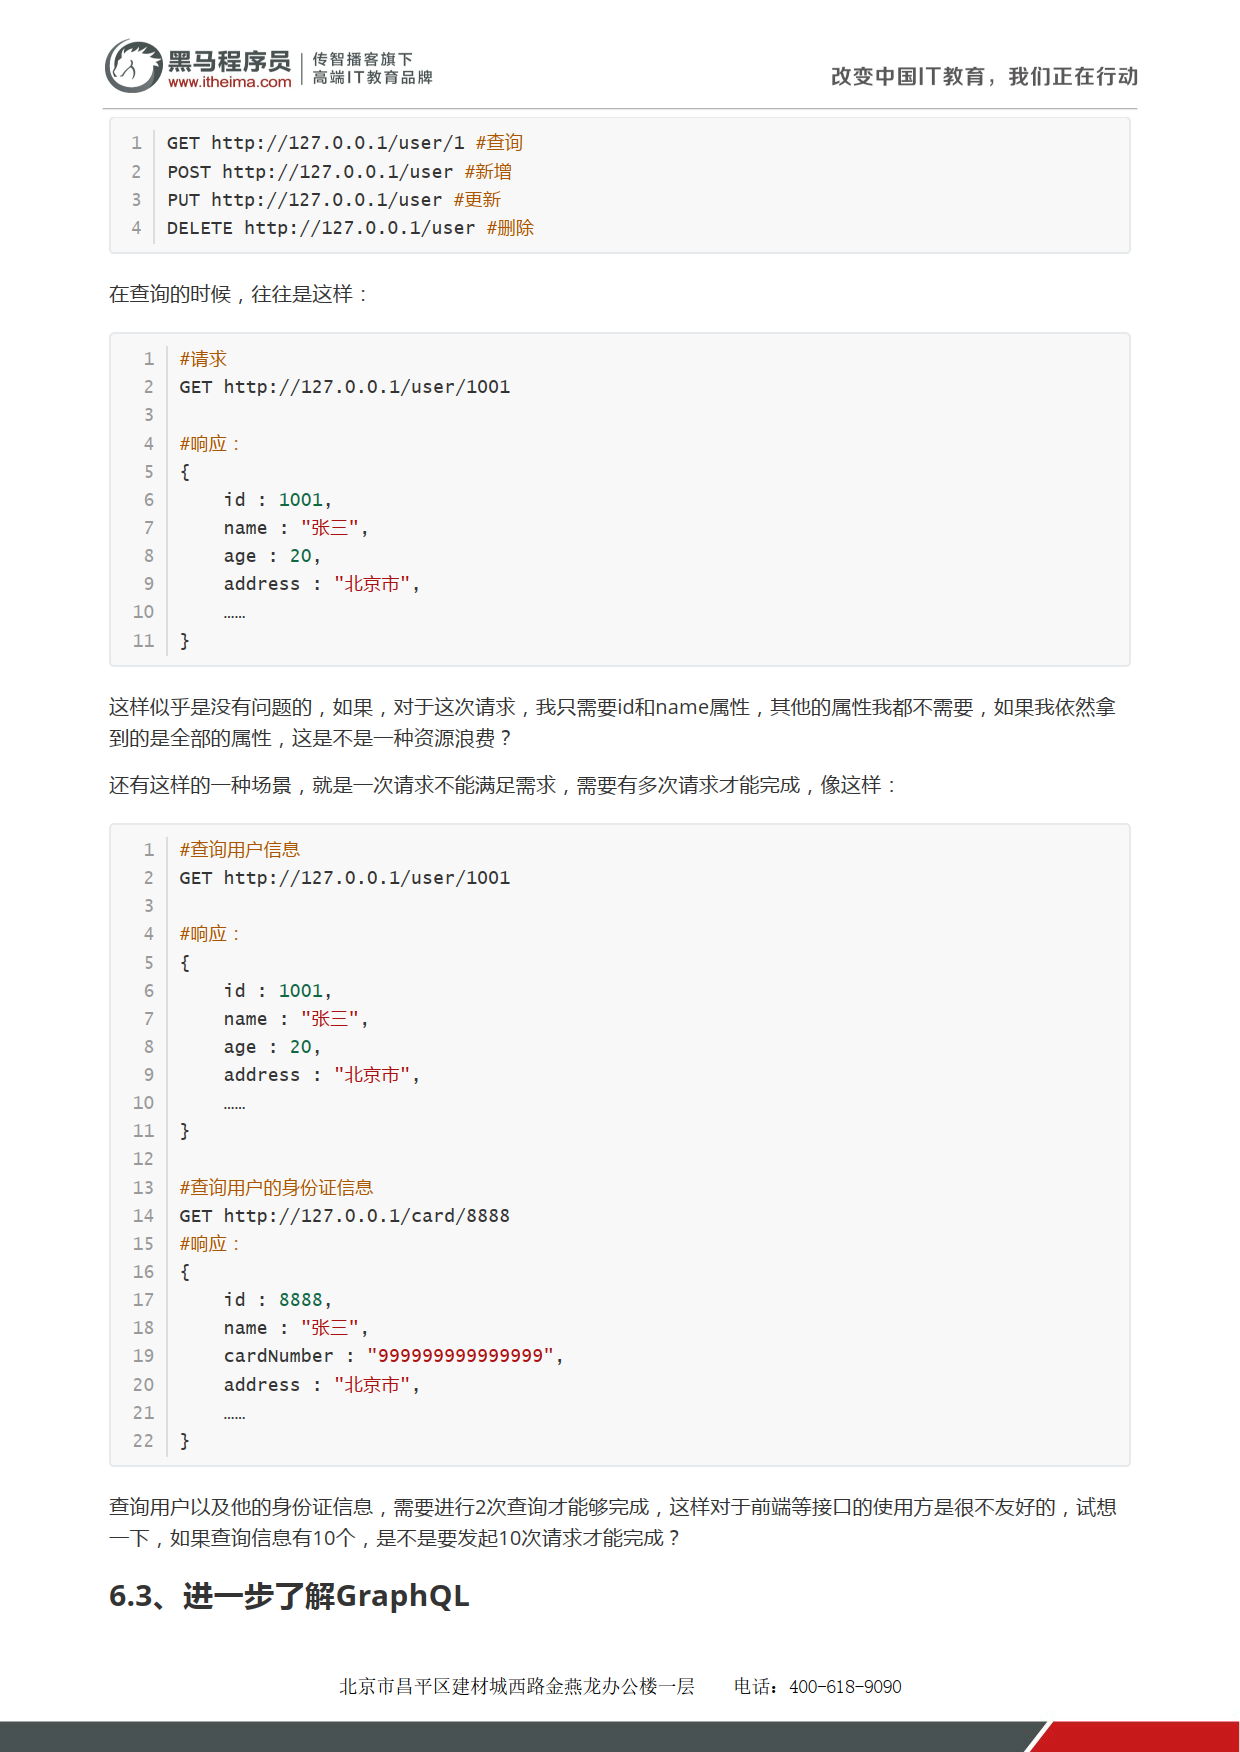 黑马程序员
www.itheima.com
传智播客旗下
高端IT教育品牌
改变中国IT教育，我们正在行动
1 GET http://127.0.0.1/user/1 #查询
2 POST http://127.0.0.1/user #新增
3 PUT http://127.0.0.1/user #更新
4 DELETE http://127.0.0.1/user #删除
在查询的时候，往往是这样：
1 #请求
2 GET http://127.0.0.1/user/1001
3
4 #响应：
5 {
6     id : 1001,
7     name : "张三",
8     age : 20,
9     address : "北京市",
10     ……
11 }
这样似乎是没有问题的，如果，对于这次请求，我只需要id和name属性，其他的属性我都不需要，如果我依然拿
到的是全部的属性，这是不是一种资源浪费？
还有这样的一种场景，就是一次请求不能满足需求，需要有多次请求才能完成，像这样：
1 #查询用户信息
2 GET http://127.0.0.1/user/1001
3
4 #响应：
5 {
6     id : 1001,
7     name : "张三",
8     age : 20,
9     address : "北京市",
10     ……
11 }
12
13 #查询用户的身份证信息
14 GET http://127.0.0.1/card/8888
15 #响应：
16 {
17     id : 8888,
18     name : "张三",
19     cardNumber : "999999999999999",
20     address : "北京市",
21     ……
22 }
查询用户以及他的身份证信息，需要进行2次查询才能够完成，这样对于前端等接口的使用方是很不友好的，试想
一下，如果查询信息有10个，是不是要发起10次请求才能完成？
6.3、进一步了解GraphQL
北京市昌平区建材城西路金燕龙办公楼一层 电话：400-618-9090